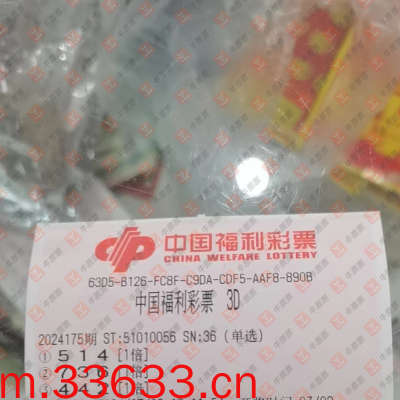 中国福利彩票
CHINA WELFARE LOTTERY
63D5-B126-FC8F-C9DA-CDF5-AAF8-890B
中国福利彩票 3D
2024175期 ST:51010056 SN:36 (单选)
① 5 1 4 [1倍]
m.33633.cn